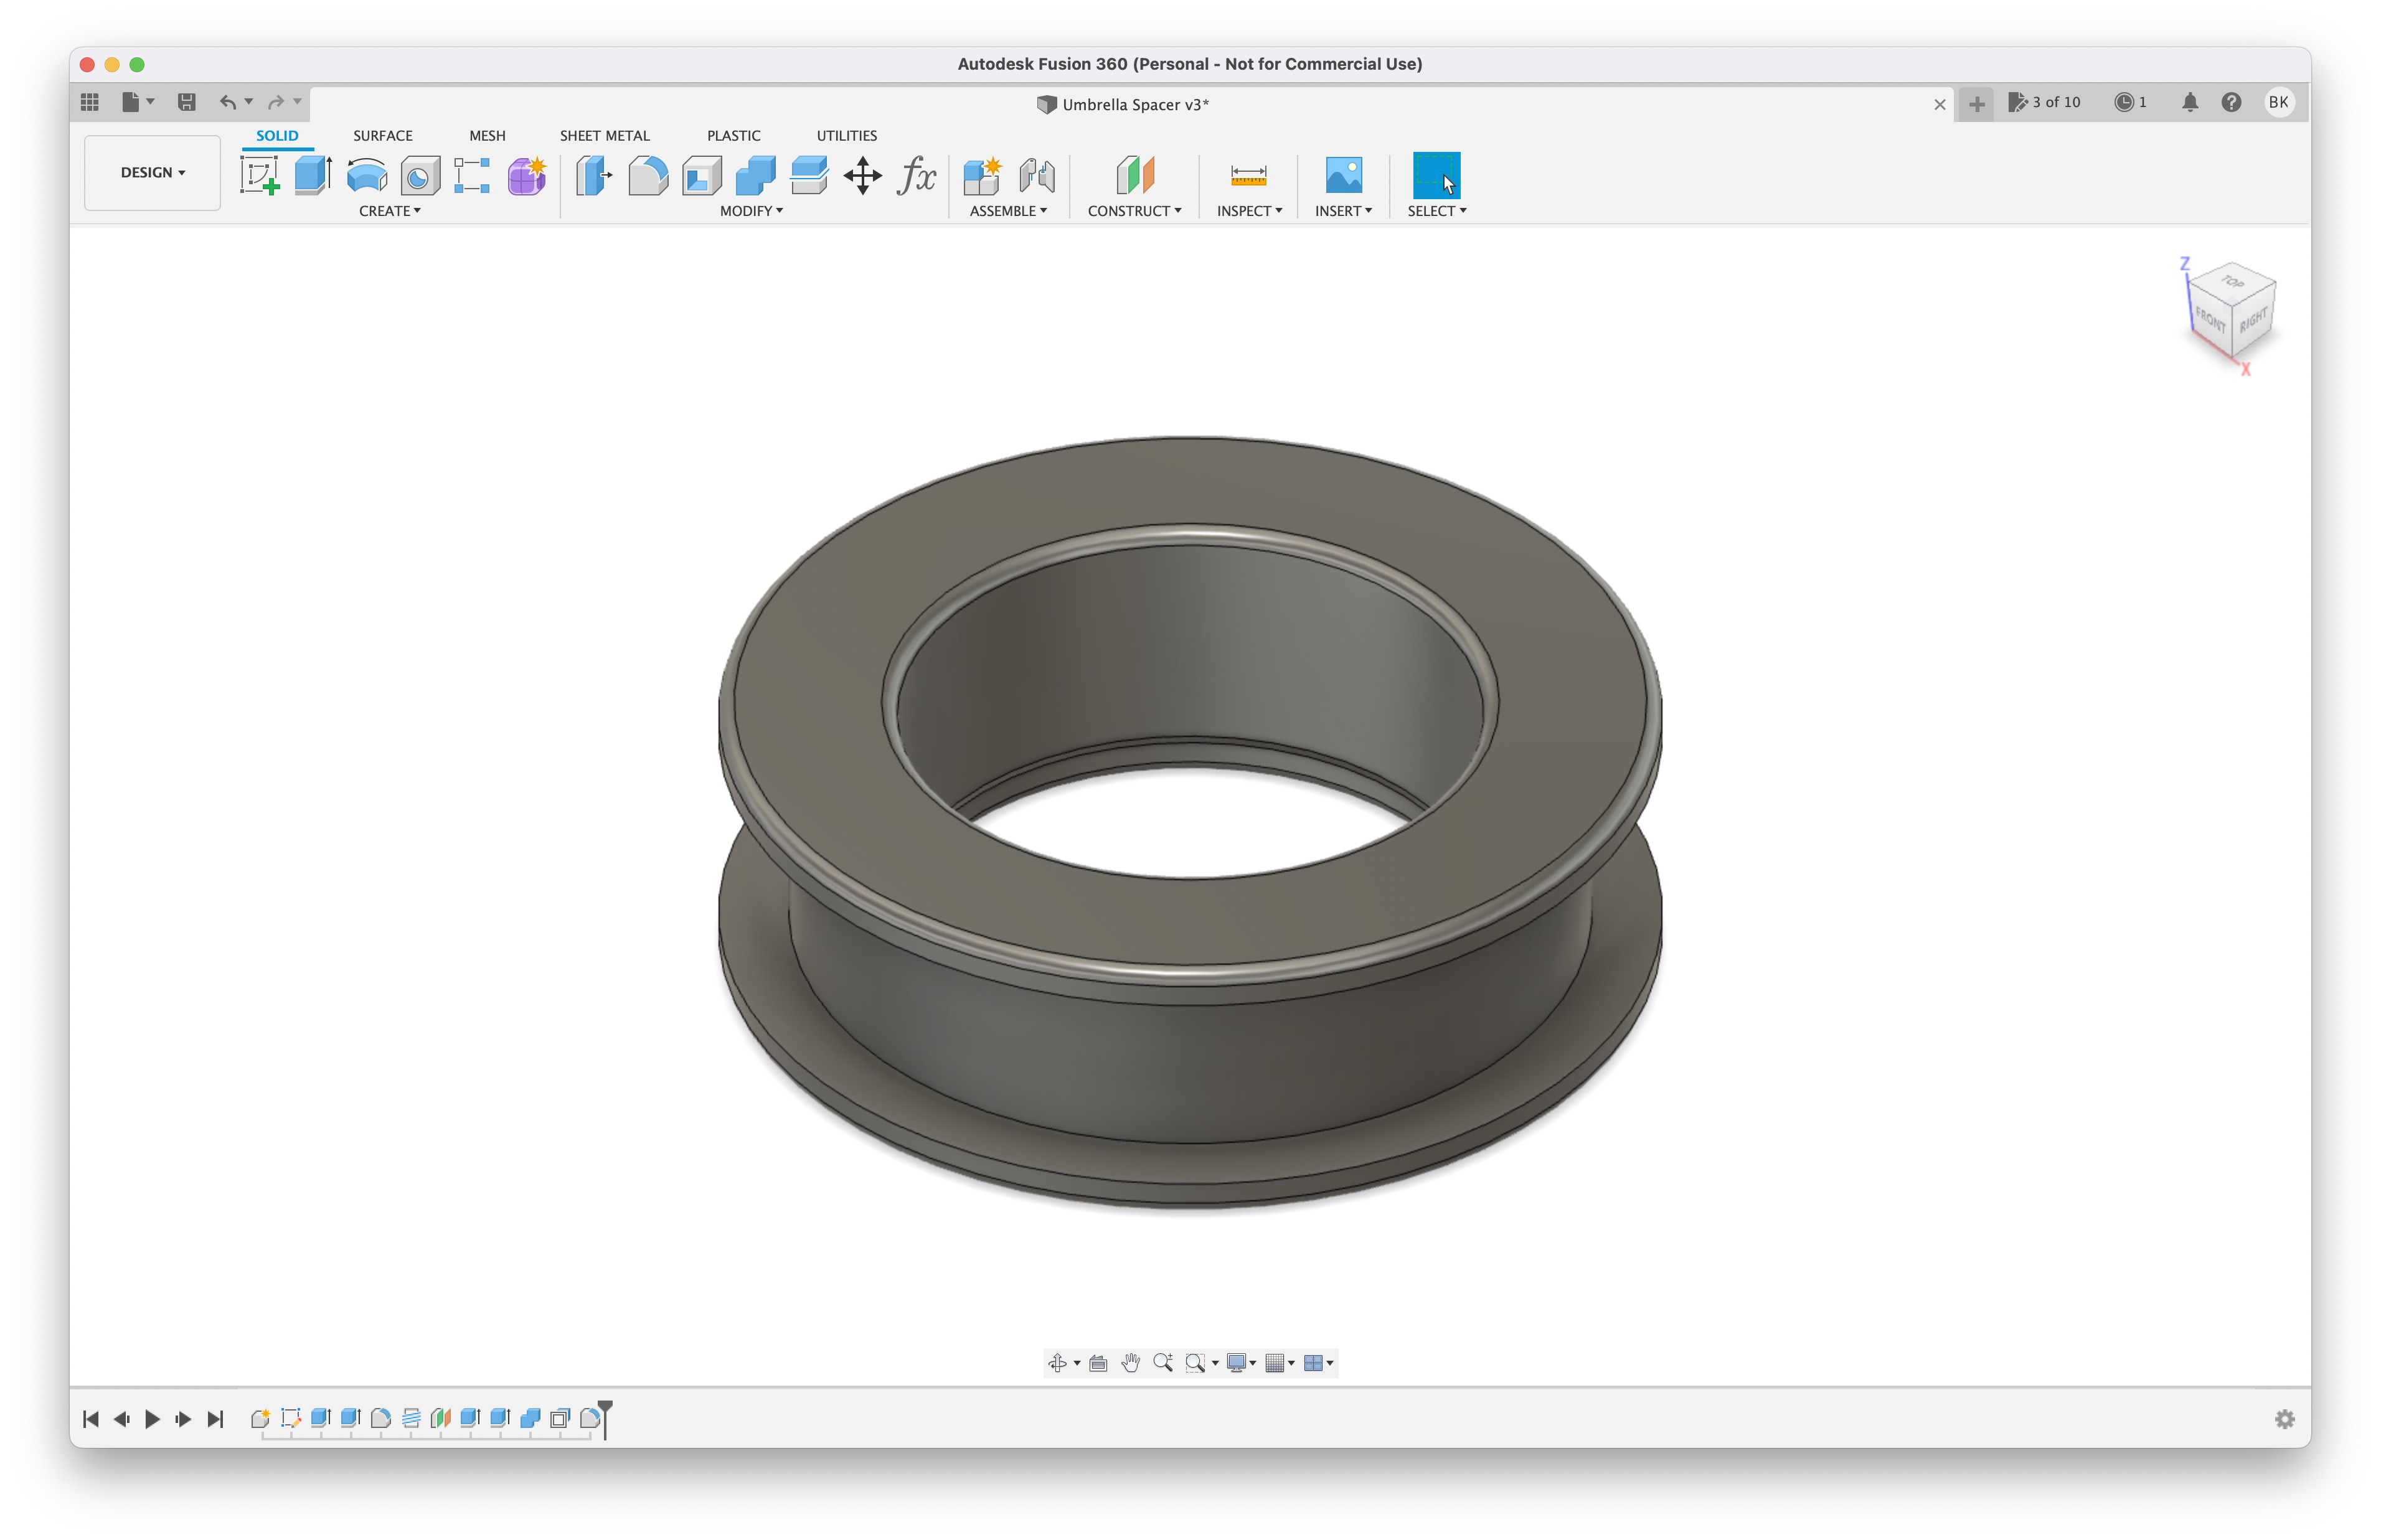 Autodesk Fusion 360 (Personal - Not for Commercial Use)
Umbrella Spacer v3*
3 of 10
1
BK
DESIGN
SOLID SURFACE MESH SHEET METAL PLASTIC UTILITIES
fx
CREATE MODIFY ASSEMBLE CONSTRUCT INSPECT INSERT SELECT
Z
TOP
FRONT RIGHT
X